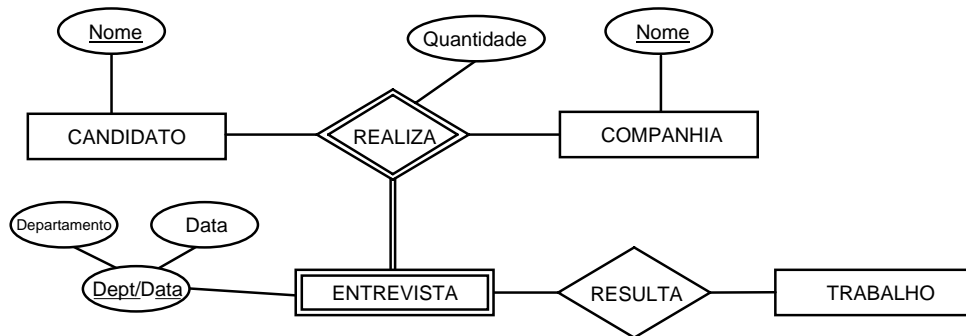 Nome
Quantidade
Nome
CANDIDATO
REALIZA
COMPANHIA
Departamento
Data
Dept/Data
ENTREVISTA
RESULTA
TRABALHO